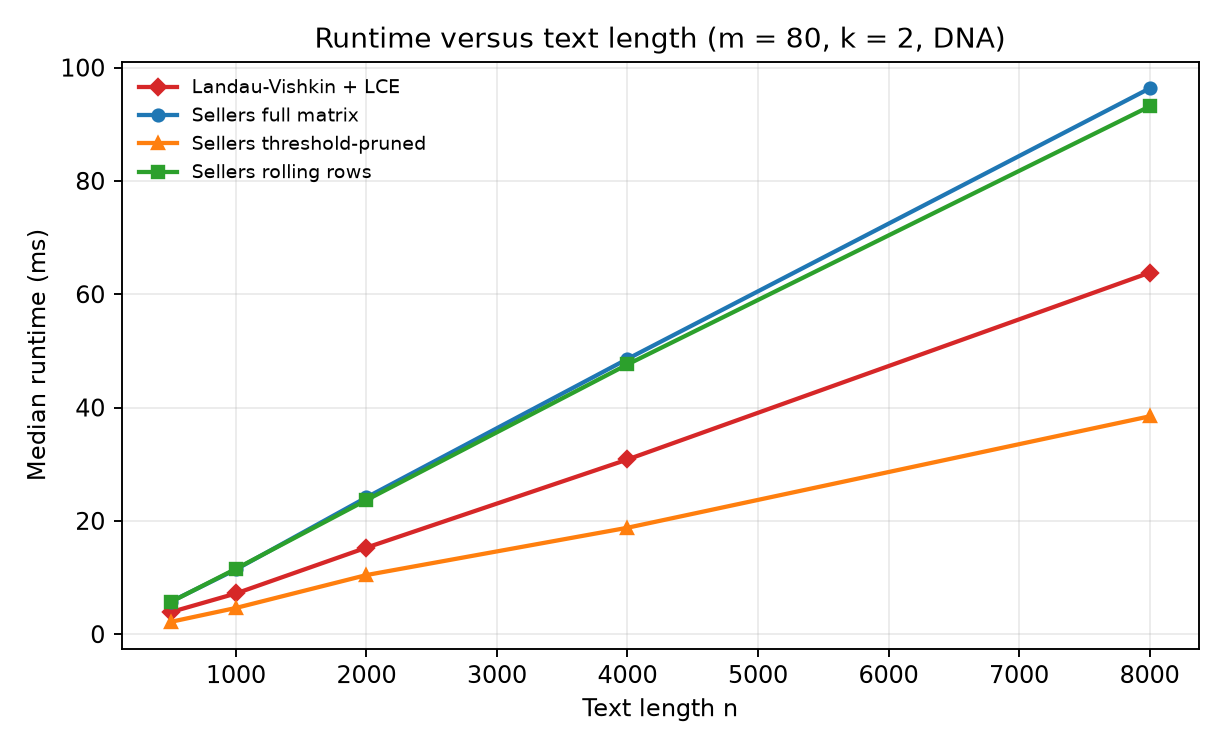 Runtime versus text length (m = 80, k = 2, DNA)
Landau-Vishkin + LCE
Sellers full matrix
Sellers threshold-pruned
Sellers rolling rows
Median runtime (ms)
100
80
60
40
20
0
1000 2000 3000 4000 5000 6000 7000 8000
Text length n